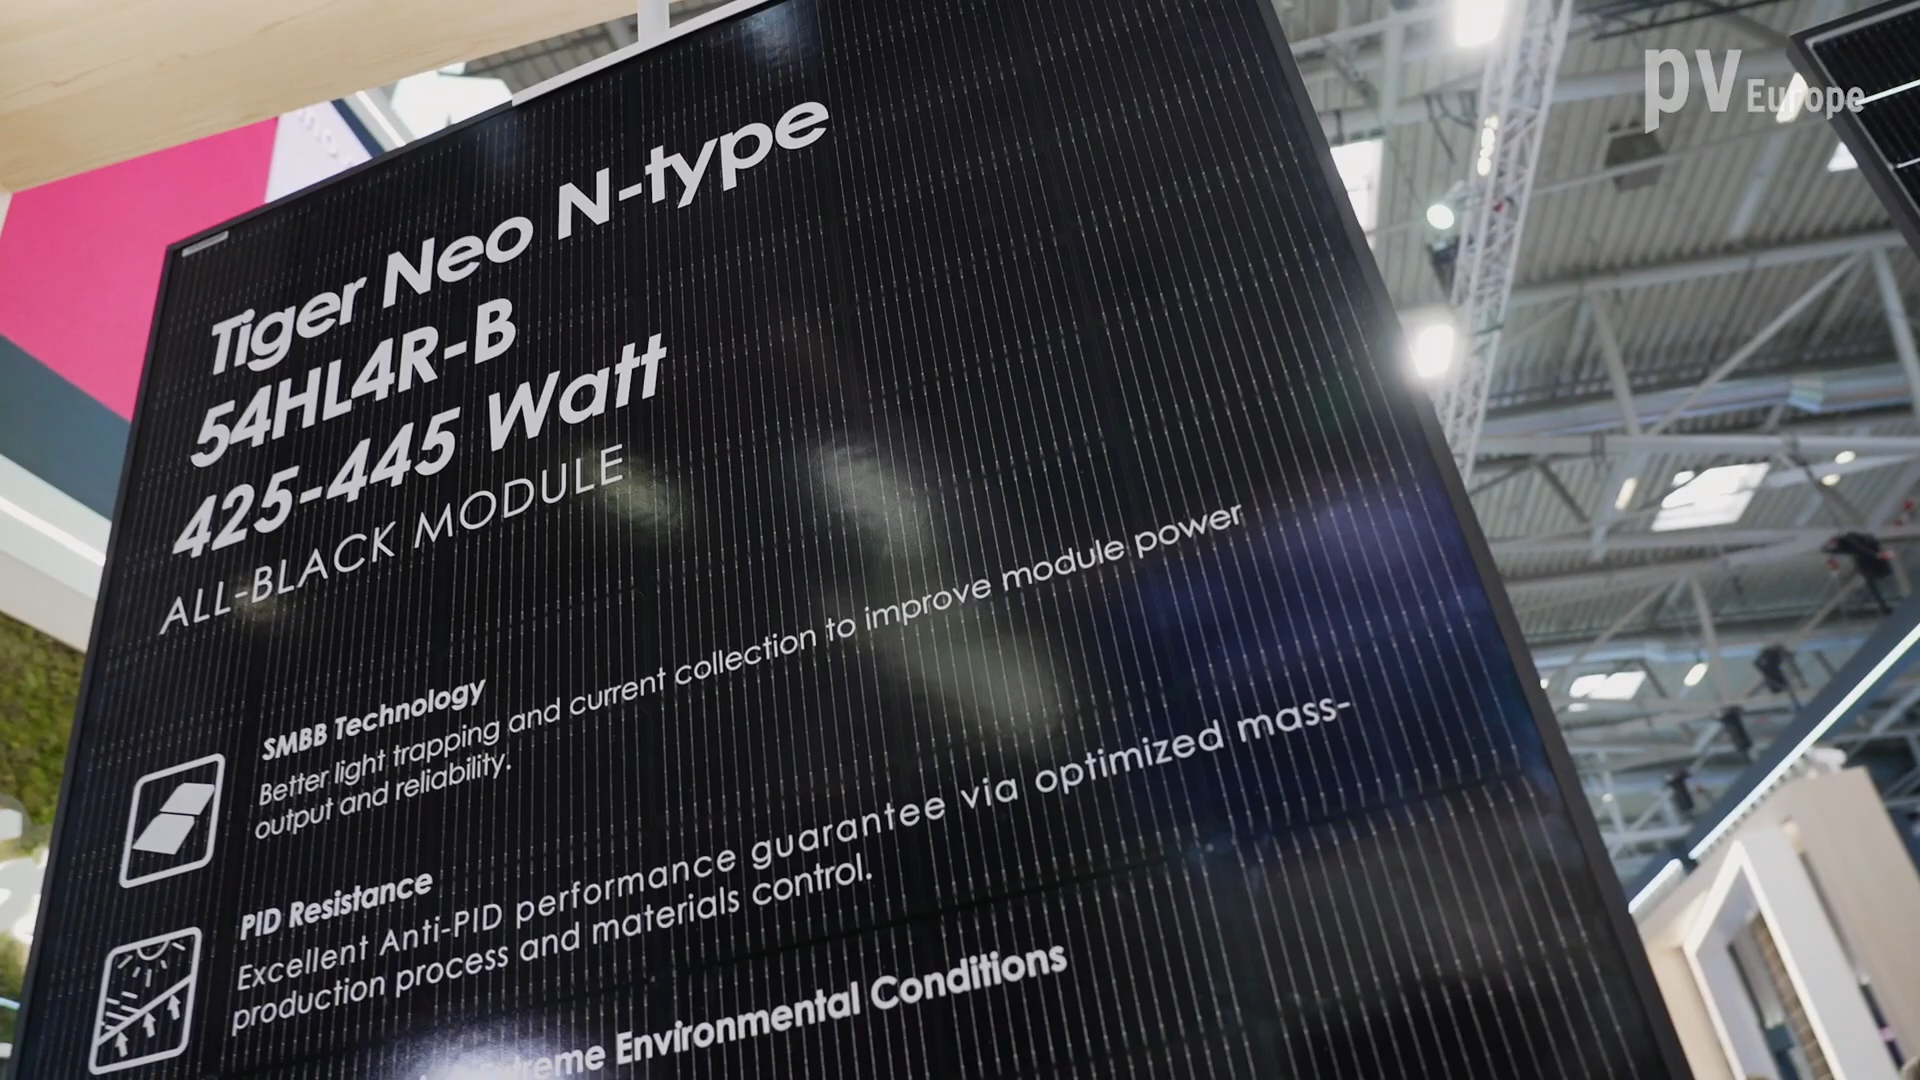 pv Europe
Tiger Neo N-type
54HL4R-B
425-445 Watt
ALL-BLACK MODULE
SMBB Technology
Better light trapping and current collection to improve module power
output and reliability.
PID Resistance
Excellent Anti-PID performance guarantee via optimized mass-
production process and materials control.
Extreme Environmental Conditions